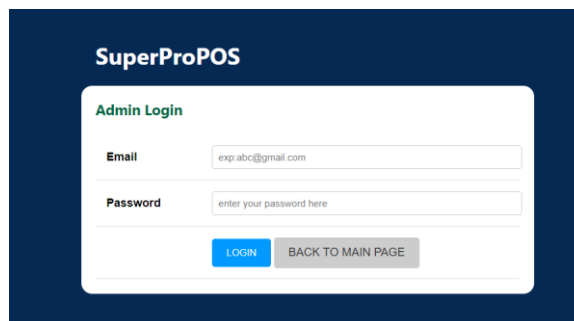 SuperProPOS
Admin Login
Email exp:abc@gmail.com
Password enter your password here
LOGIN BACK TO MAIN PAGE